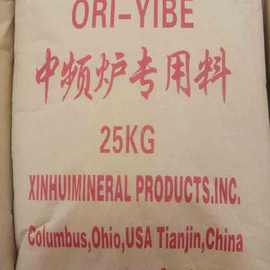 ORI-YIBE
中频炉专用料
25KG
XINHUIMINERAL PRODUCTS.INC.
Columbus,Ohio,USA Tianjin,China